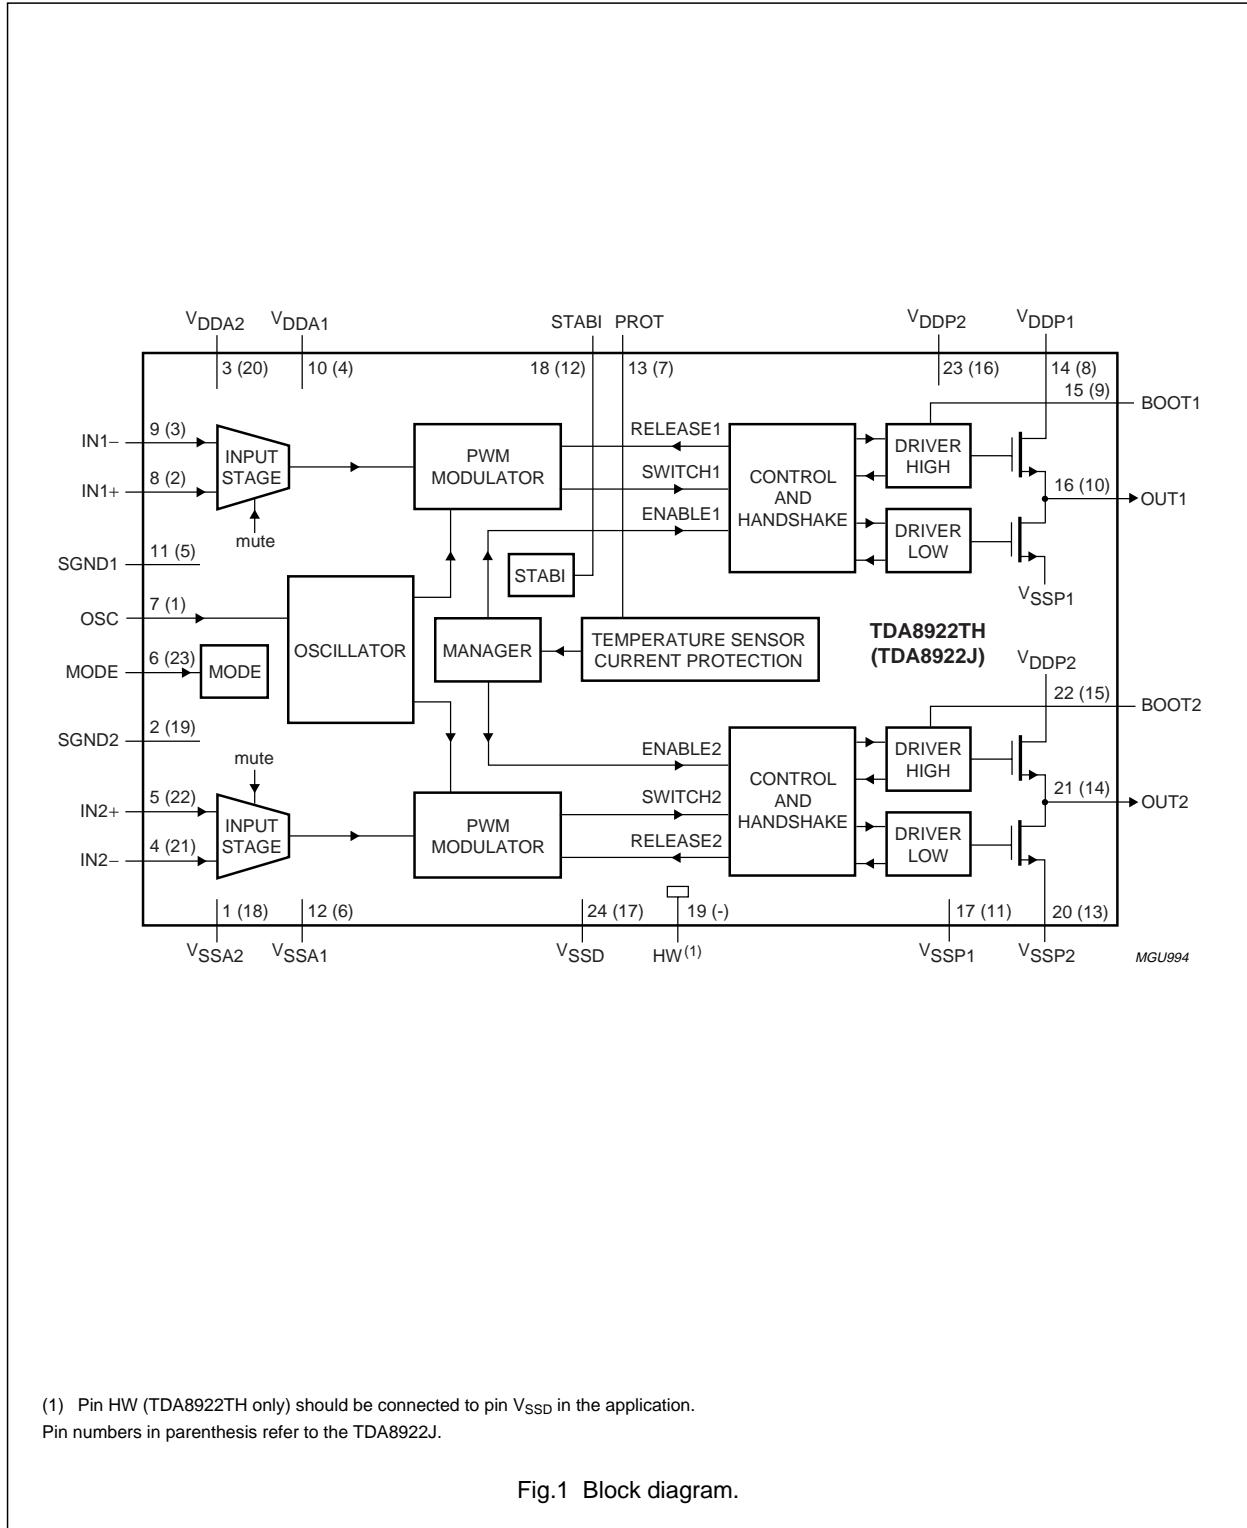 VDDA2 VDDA1 STABI PROT VDDP2 VDDP1
3 (20) 10 (4) 18 (12) 13 (7) 23 (16) 14 (8)
15 (9)
BOOT1
IN1− 9 (3)
IN1+ 8 (2)
INPUT
STAGE
mute
PWM
MODULATOR
RELEASE1
SWITCH1
ENABLE1
CONTROL
AND
HANDSHAKE
DRIVER
HIGH
DRIVER
LOW
16 (10)
OUT1
VSSP1
SGND1 11 (5)
OSC 7 (1)
MODE 6 (23)
MODE
SGND2 2 (19)
OSCILLATOR
STABI
MANAGER
TEMPERATURE SENSOR
CURRENT PROTECTION
TDA8922TH
(TDA8922J)
VDDP2
22 (15)
BOOT2
mute
IN2+ 5 (22)
IN2− 4 (21)
INPUT
STAGE
PWM
MODULATOR
ENABLE2
SWITCH2
RELEASE2
CONTROL
AND
HANDSHAKE
DRIVER
HIGH
DRIVER
LOW
21 (14)
OUT2
1 (18) 12 (6) 24 (17) 19 (-) 17 (11) 20 (13)
VSSA2 VSSA1 VSSD HW(1) VSSP1 VSSP2
MGU994
(1) Pin HW (TDA8922TH only) should be connected to pin VSSD in the application.
Pin numbers in parenthesis refer to the TDA8922J.
Fig.1 Block diagram.